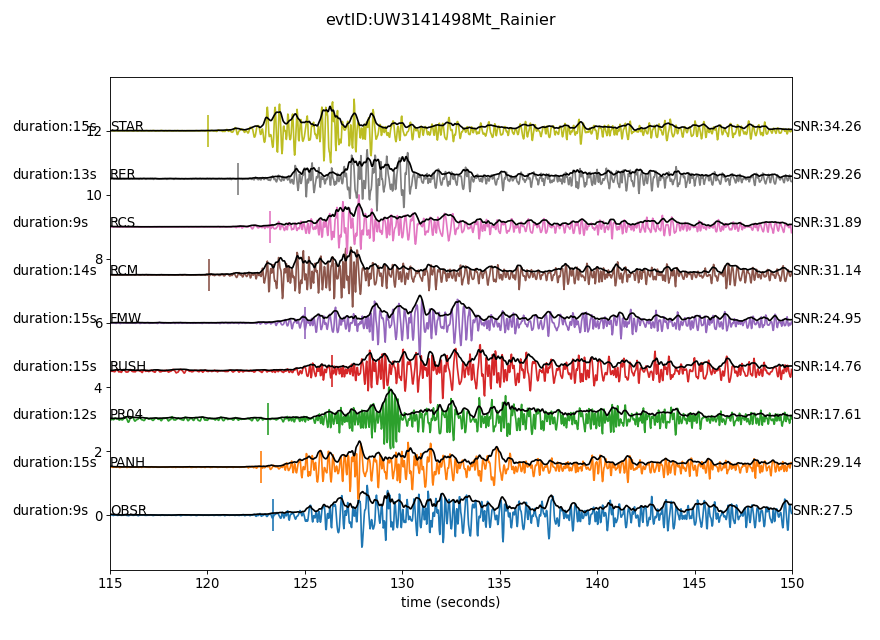 evtID:UW3141498Mt_Rainier
duration:15s 12 STAR SNR:34.26
duration:13s RER SNR:29.26
10
duration:9s RCS SNR:31.89
8
duration:14s RCM SNR:31.14
duration:15s 6 FMW SNR:24.95
duration:15s RUSH SNR:14.76
4
duration:12s PR04 SNR:17.61
2
duration:15s PANH SNR:29.14
duration:9s 0 OBSR SNR:27.5
115 120 125 130 135 140 145 150
time (seconds)